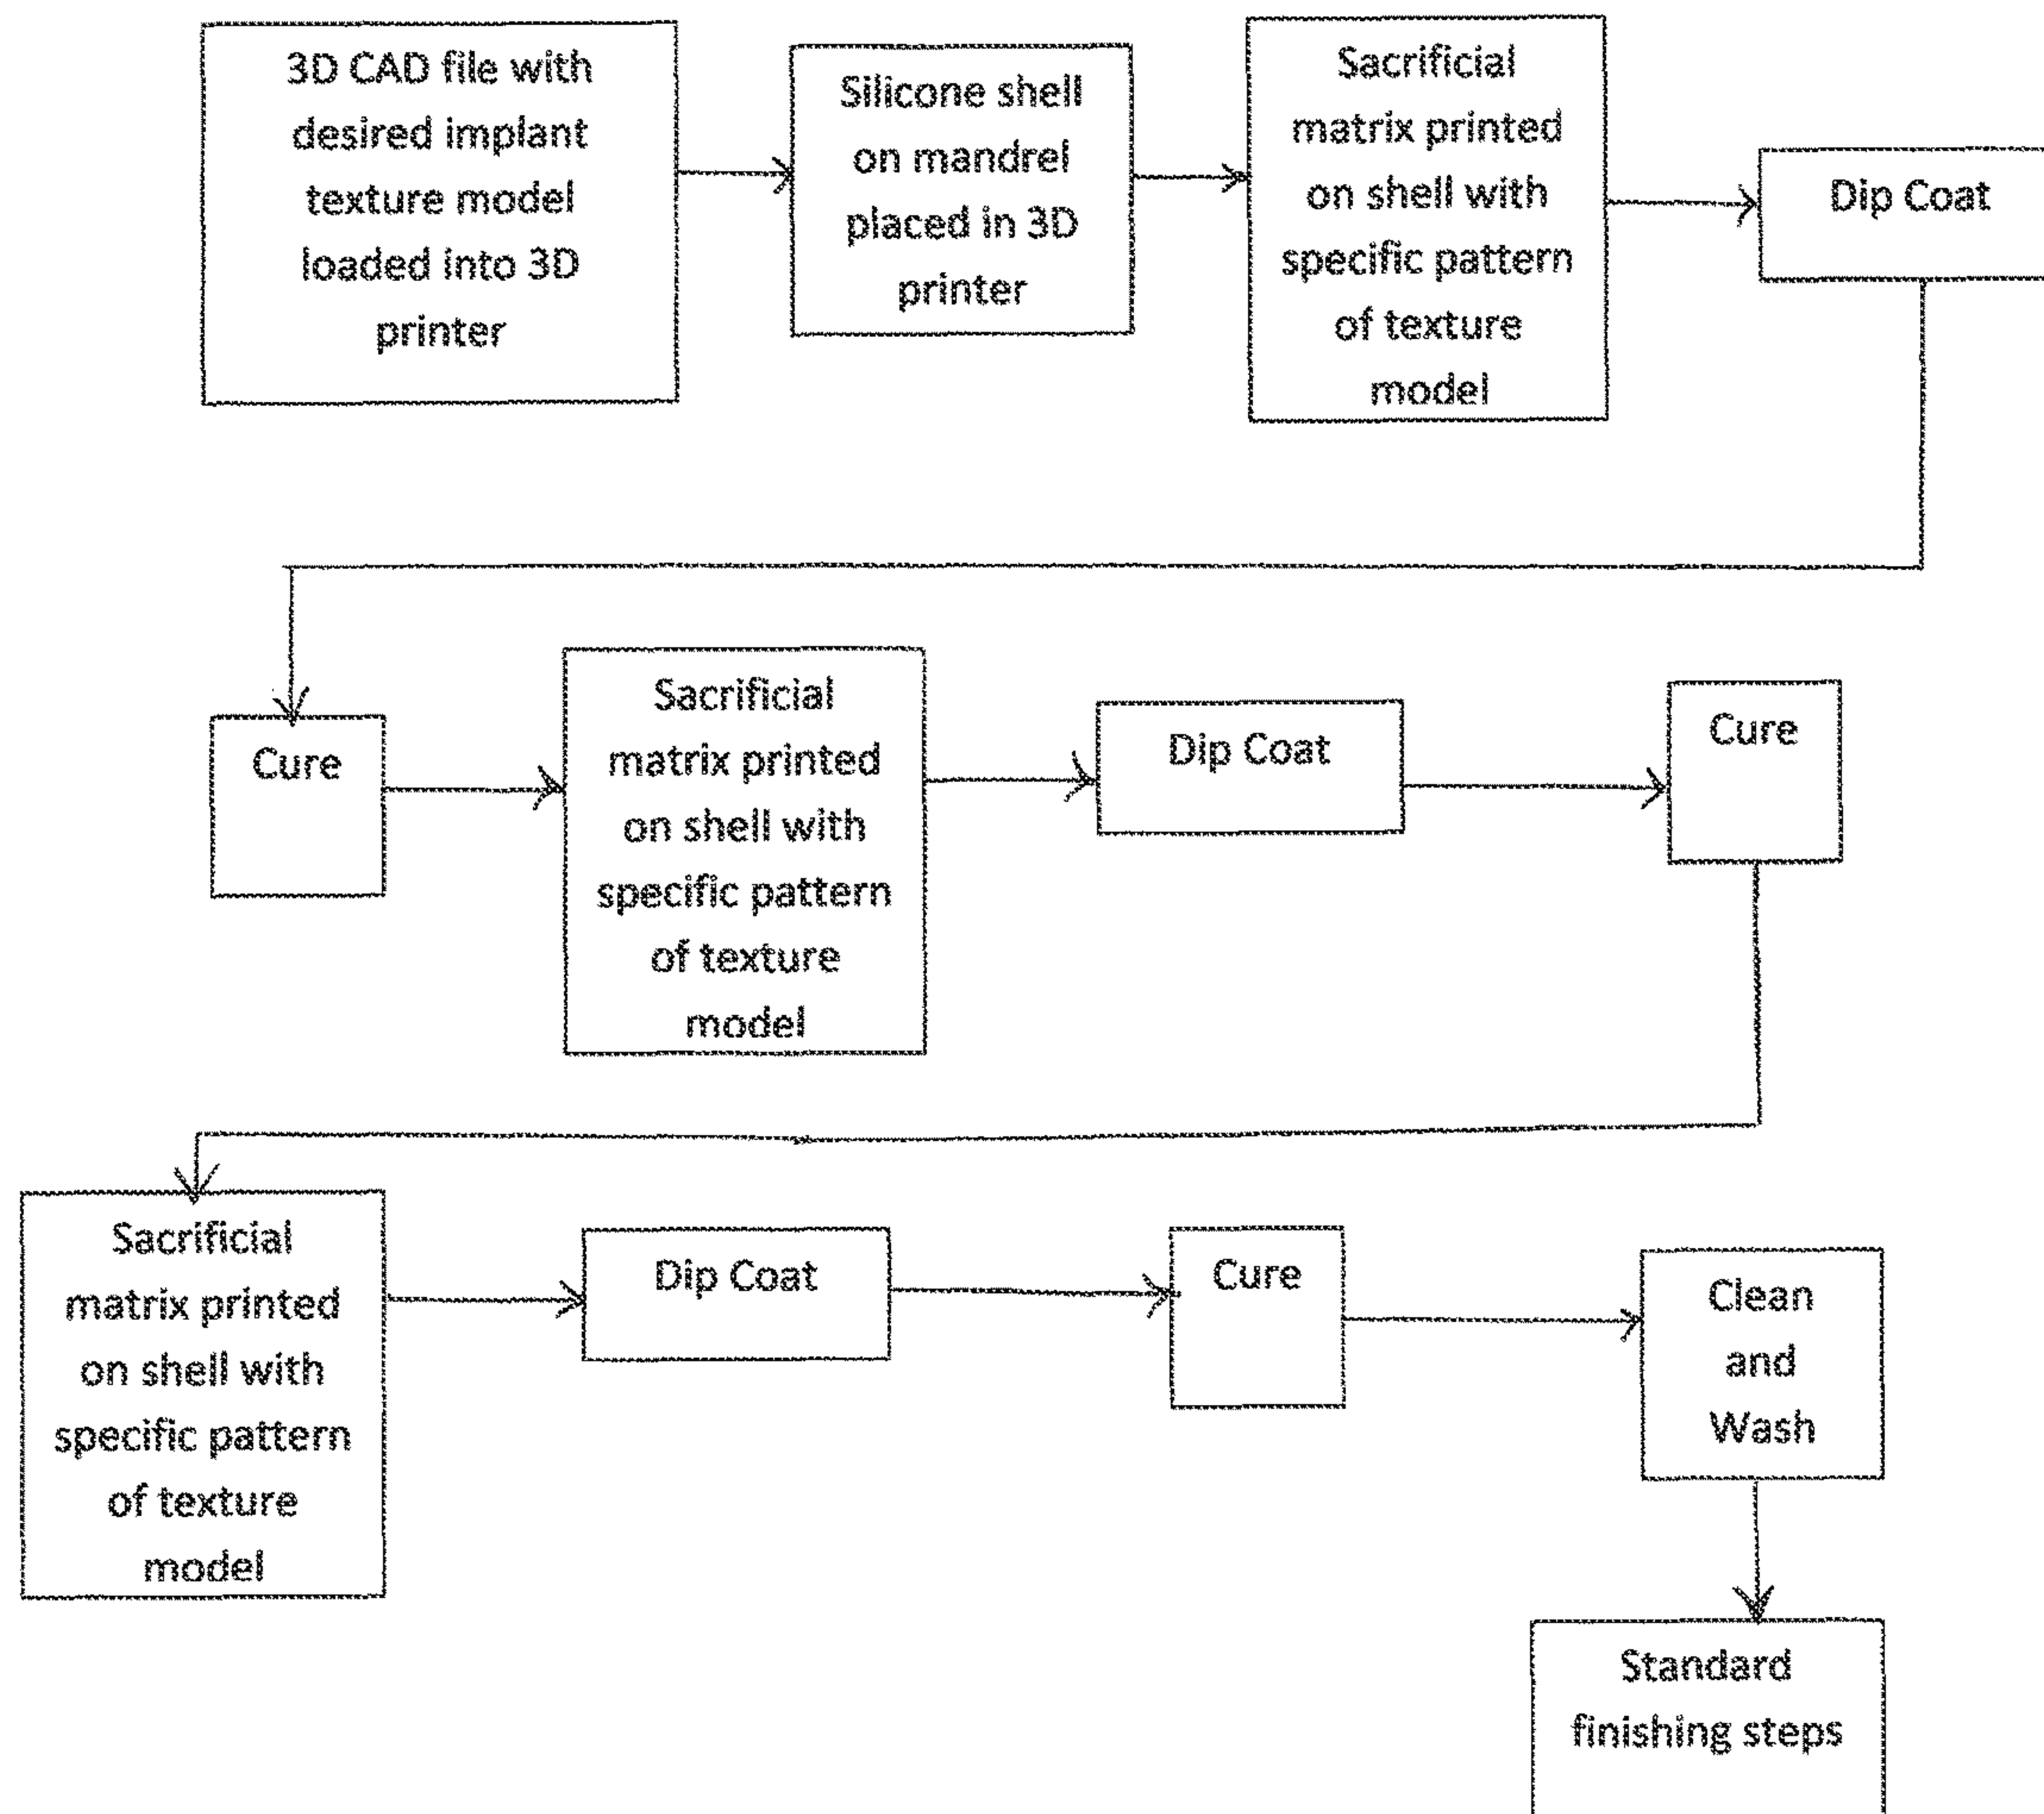 3D CAD file with
desired implant
texture model
loaded into 3D
printer
Silicone shell
on mandrel
placed in 3D
printer
Sacrificial
matrix printed
on shell with
specific pattern
of texture
model
Dip Coat
Cure
Sacrificial
matrix printed
on shell with
specific pattern
of texture
model
Dip Coat
Cure
Sacrificial
matrix printed
on shell with
specific pattern
of texture
model
Dip Coat
Cure
Clean
and
Wash
Standard
finishing steps